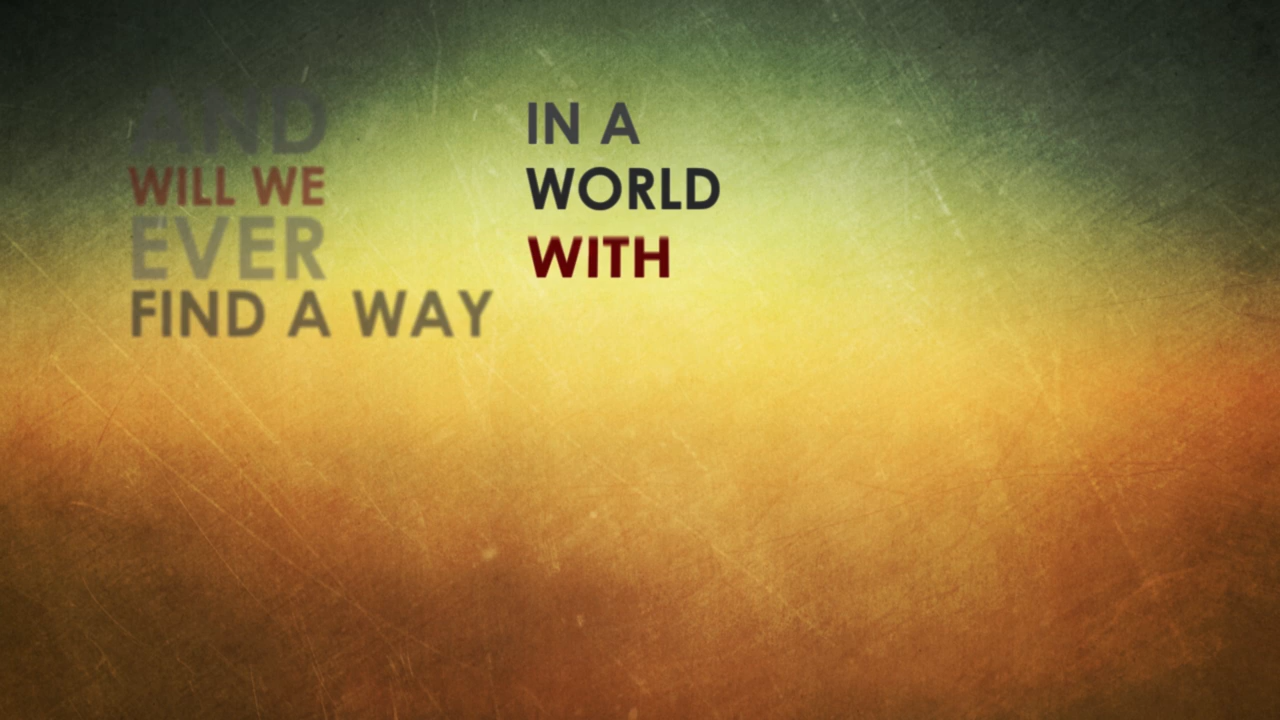 AND
WILL WE
EVER
FIND A WAY
IN A
WORLD
WITH